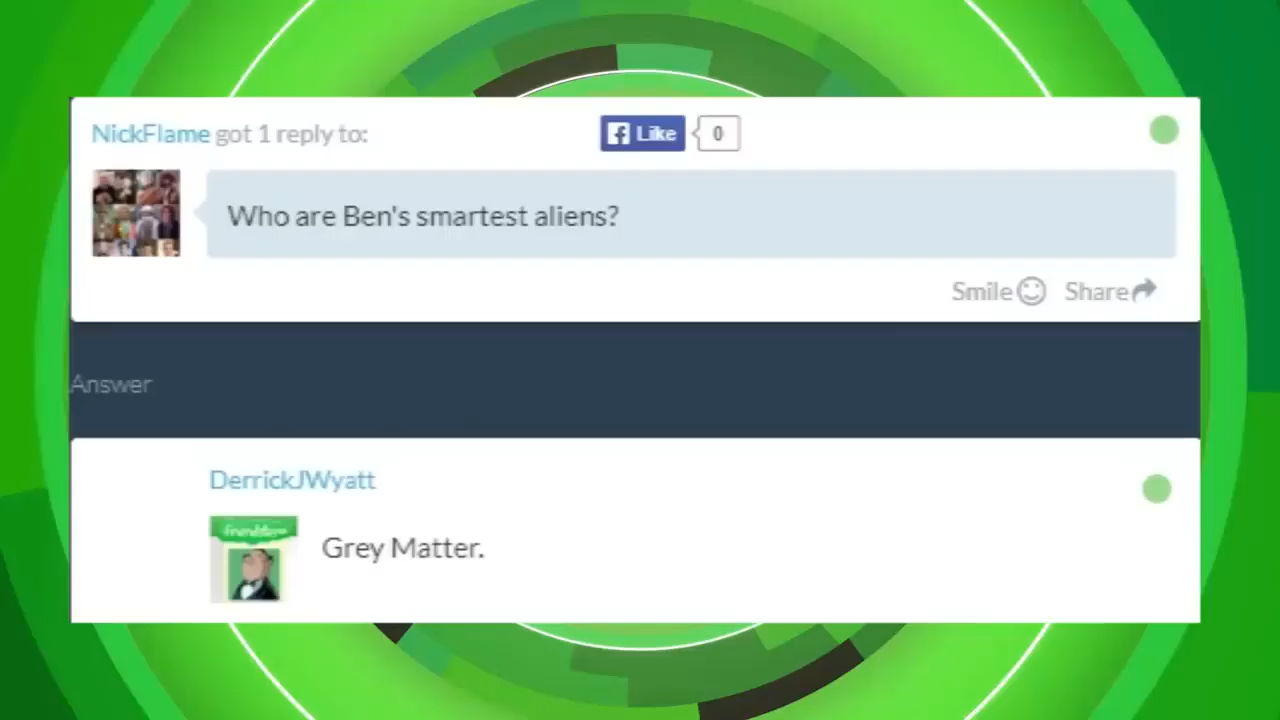 NickFlame got 1 reply to:
Like
0
Who are Ben's smartest aliens?
Smile Share
Answer
DerrickJWyatt
Grey Matter.